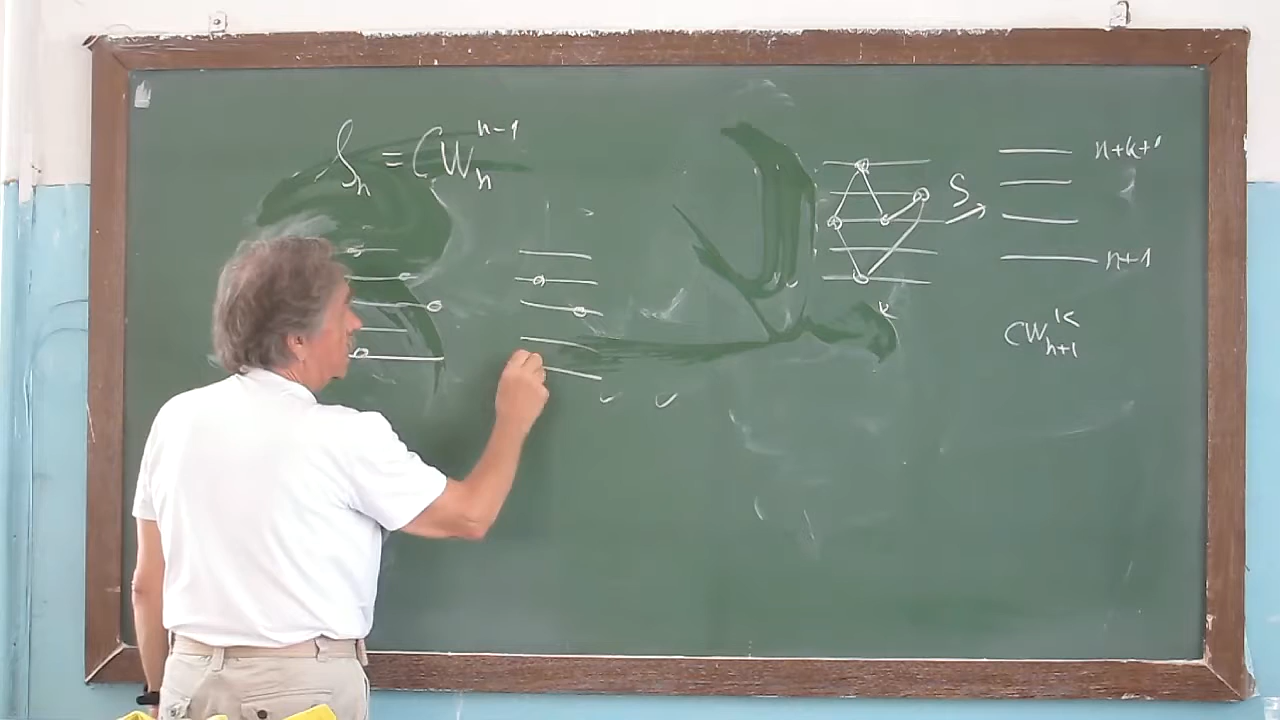 S_n = CW_n^{n-1}
S
n+k+1
n+1
k
CW_{n+1}^{k}